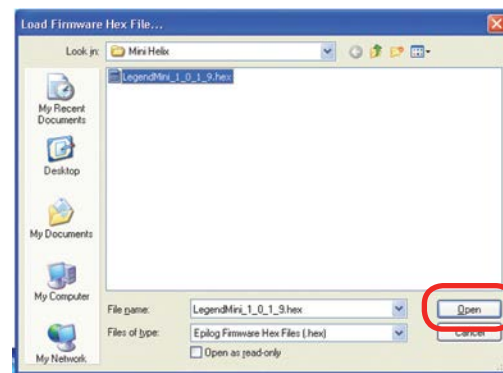 Load Firmware Hex File...
Look in:
Mini Helix
LegendMini_1_0_1_9.hex
My Recent
Documents
Desktop
My Documents
My Computer
My Network
File name:
LegendMini_1_0_1_9.hex
Open
Files of type:
Epilog Firmware Hex Files (.hex)
Cancel
Open as read-only